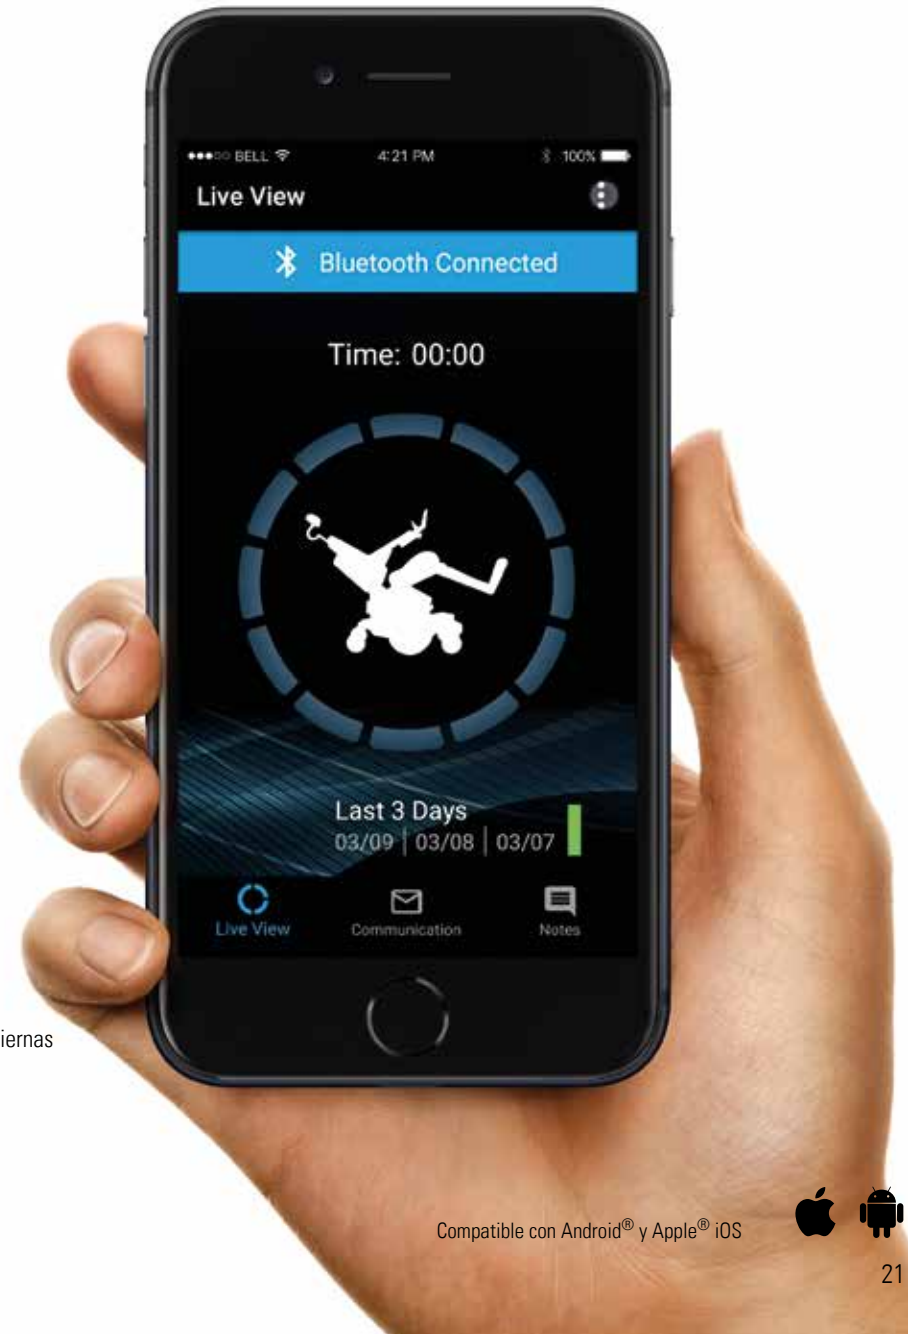 BELL 4:21 PM 100%
Live View
Bluetooth Connected
Time: 00:00
Last 3 Days
03/09 | 03/08 | 03/07
Live View Communication Notes
iernas
Compatible con Android® y Apple® iOS
21